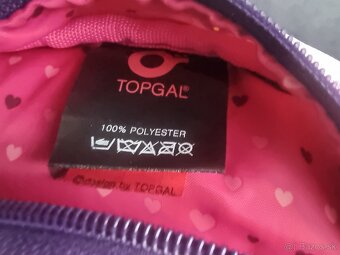 TOPGAL®
100% POLYESTER
design by TOPGAL